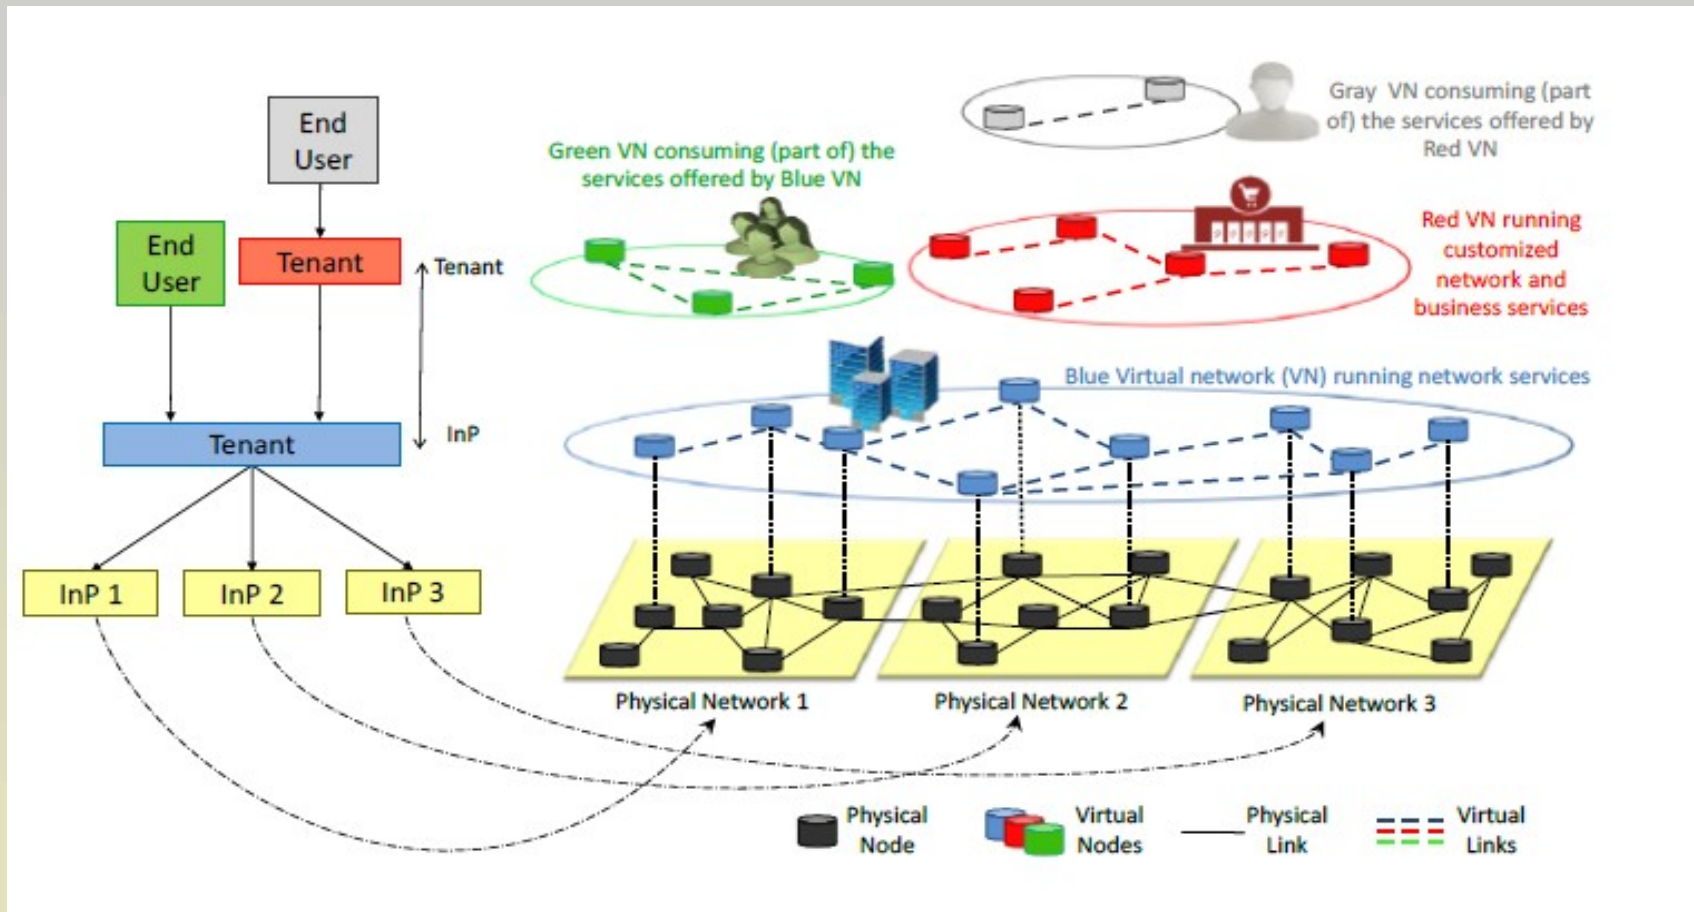 End
User
End
User
Tenant
Tenant
InP
Tenant
InP 1
InP 2
InP 3
Green VN consuming (part of) the
services offered by Blue VN
Gray VN consuming (part
of) the services offered by
Red VN
Red VN running
customized
network and
business services
Blue Virtual network (VN) running network services
Physical Network 1
Physical Network 2
Physical Network 3
Physical
Node
Virtual
Nodes
Physical
Link
Virtual
Links